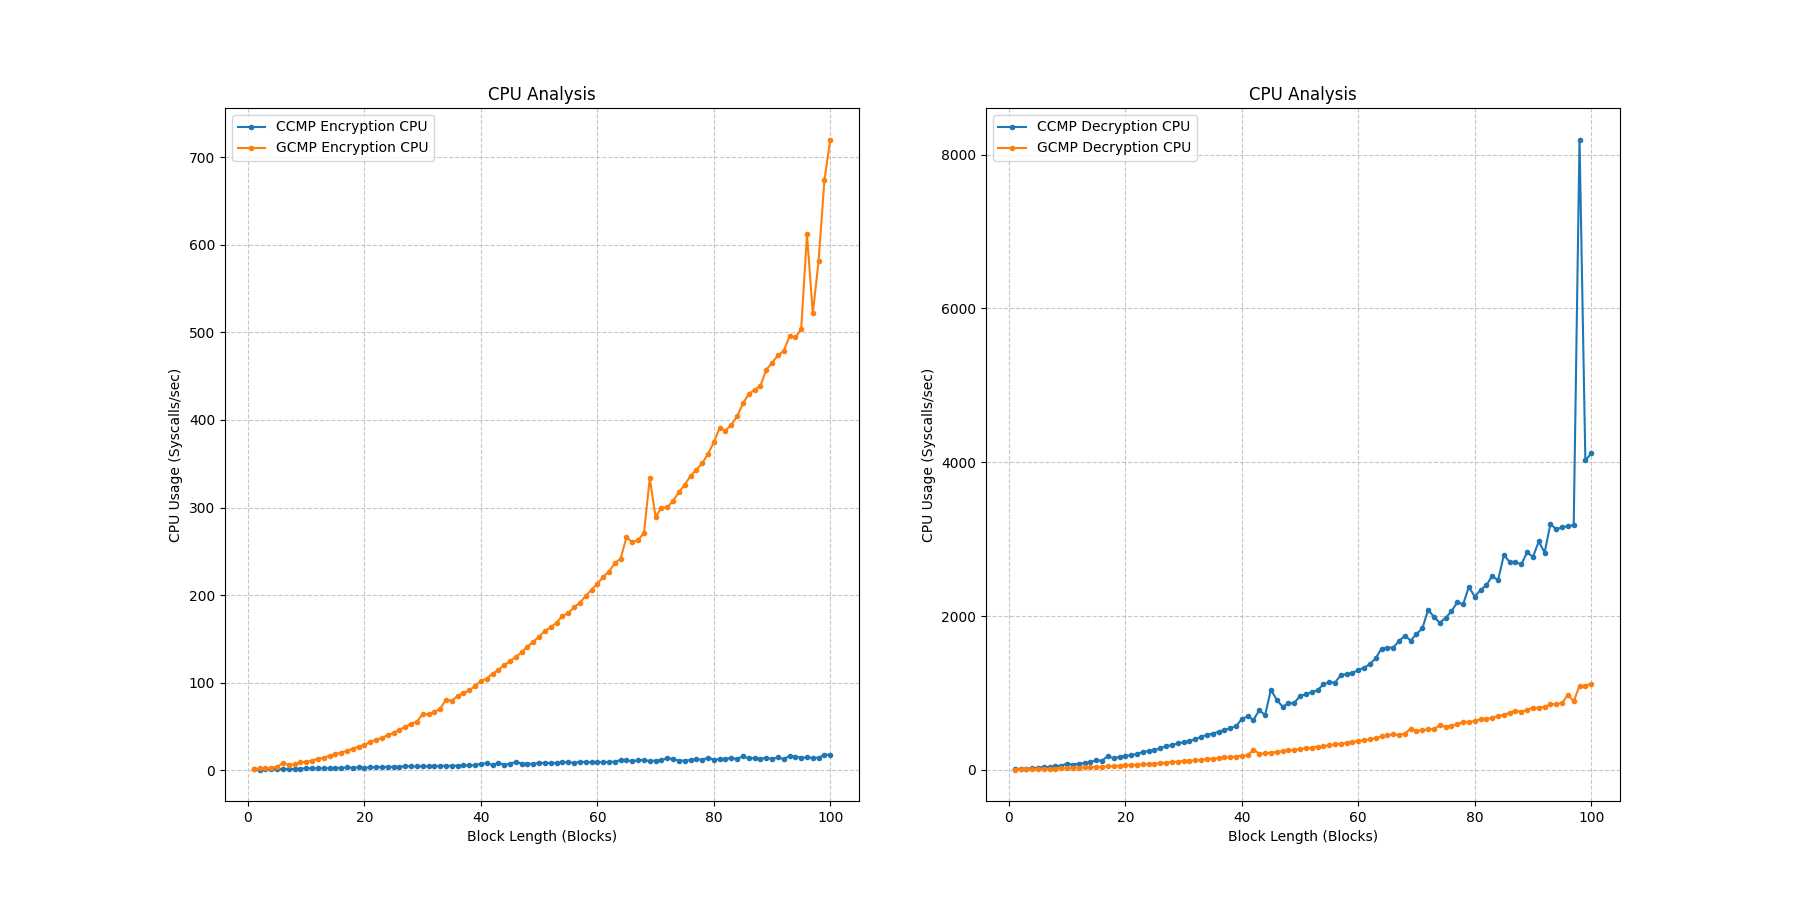 CPU Analysis
CCMP Encryption CPU
GCMP Encryption CPU
CPU Usage (Syscalls/sec)
700
600
500
400
300
200
100
0
0 20 40 60 80 100
Block Length (Blocks)
CPU Analysis
CCMP Decryption CPU
GCMP Decryption CPU
CPU Usage (Syscalls/sec)
8000
6000
4000
2000
0
0 20 40 60 80 100
Block Length (Blocks)